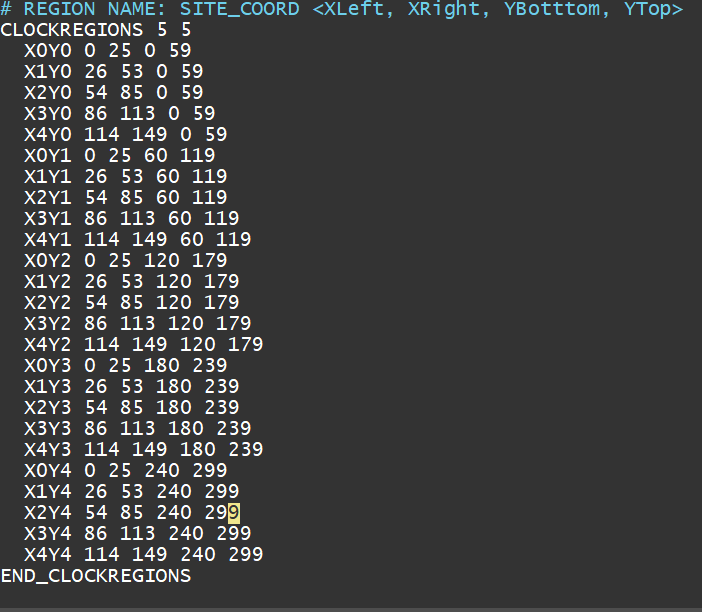 # REGION NAME: SITE_COORD <XLeft, XRight, YBotttom, YTop>
CLOCKREGIONS 5 5
  X0Y0 0 25 0 59
  X1Y0 26 53 0 59
  X2Y0 54 85 0 59
  X3Y0 86 113 0 59
  X4Y0 114 149 0 59
  X0Y1 0 25 60 119
  X1Y1 26 53 60 119
  X2Y1 54 85 60 119
  X3Y1 86 113 60 119
  X4Y1 114 149 60 119
  X0Y2 0 25 120 179
  X1Y2 26 53 120 179
  X2Y2 54 85 120 179
  X3Y2 86 113 120 179
  X4Y2 114 149 120 179
  X0Y3 0 25 180 239
  X1Y3 26 53 180 239
  X2Y3 54 85 180 239
  X3Y3 86 113 180 239
  X4Y3 114 149 180 239
  X0Y4 0 25 240 299
  X1Y4 26 53 240 299
  X2Y4 54 85 240 299
  X3Y4 86 113 240 299
  X4Y4 114 149 240 299
END_CLOCKREGIONS